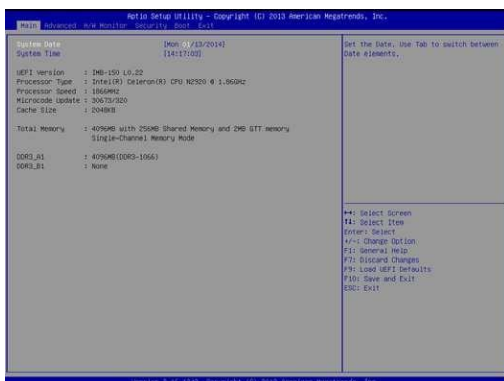 Aptio Setup Utility - Copyright (C) 2013 American Megatrends, Inc.
Main Advanced H/W Monitor Security Boot Exit
System Date [Mon 01/13/2014]
System Time [14:17:03]
UEFI Version : IMB-150 L0.22
Processor Type : Intel(R) Celeron(R) CPU N2920 @ 1.86GHz
Processor Speed : 1866MHz
Microcode Update : 30673/320
Cache Size : 2048KB
Total Memory : 4096MB with 256MB Shared Memory and 2MB GTT memory
Single-Channel Memory Mode
DDR3_A1 : 4096MB(DDR3-1066)
DDR3_B1 : None
Set the Date. Use Tab to switch between
Date elements.
→←: Select Screen
↑↓: Select Item
Enter: Select
+/-: Change Option
F1: General Help
F7: Discard Changes
F9: Load UEFI Defaults
F10: Save and Exit
ESC: Exit